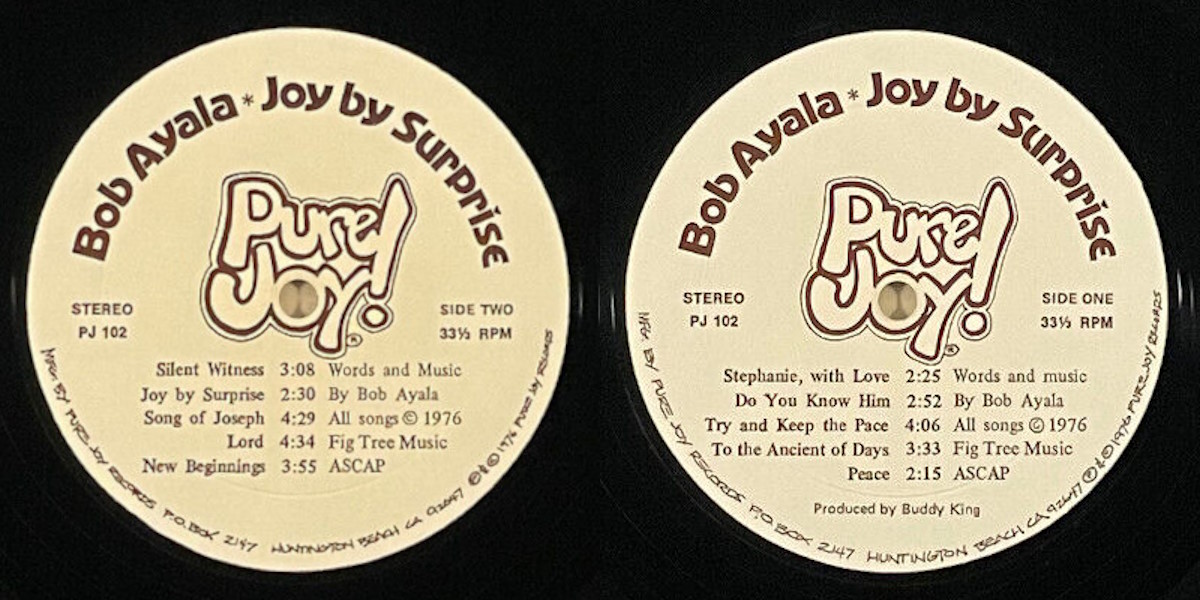 Bob Ayala * Joy by Surprise
Pure
Joy!®
STEREO
PJ 102
SIDE TWO
33⅓ RPM
Silent Witness 3:08 Words and Music
Joy by Surprise 2:30 By Bob Ayala
Song of Joseph 4:29 All songs © 1976
Lord 4:34 Fig Tree Music
New Beginnings 3:55 ASCAP
MFG. BY PURE JOY RECORDS P.O. BOX 2147 HUNTINGTON BEACH CA 92647 ℗ & © 1976 PURE JOY RECORDS
Bob Ayala * Joy by Surprise
Pure
Joy!®
STEREO
PJ 102
SIDE ONE
33⅓ RPM
Stephanie, with Love 2:25 Words and music
Do You Know Him 2:52 By Bob Ayala
Try and Keep the Pace 4:06 All songs © 1976
To the Ancient of Days 3:33 Fig Tree Music
Peace 2:15 ASCAP
Produced by Buddy King
MFG. BY PURE JOY RECORDS P.O. BOX 2147 HUNTINGTON BEACH CA 92647 ℗ & © 1976 PURE JOY RECORDS